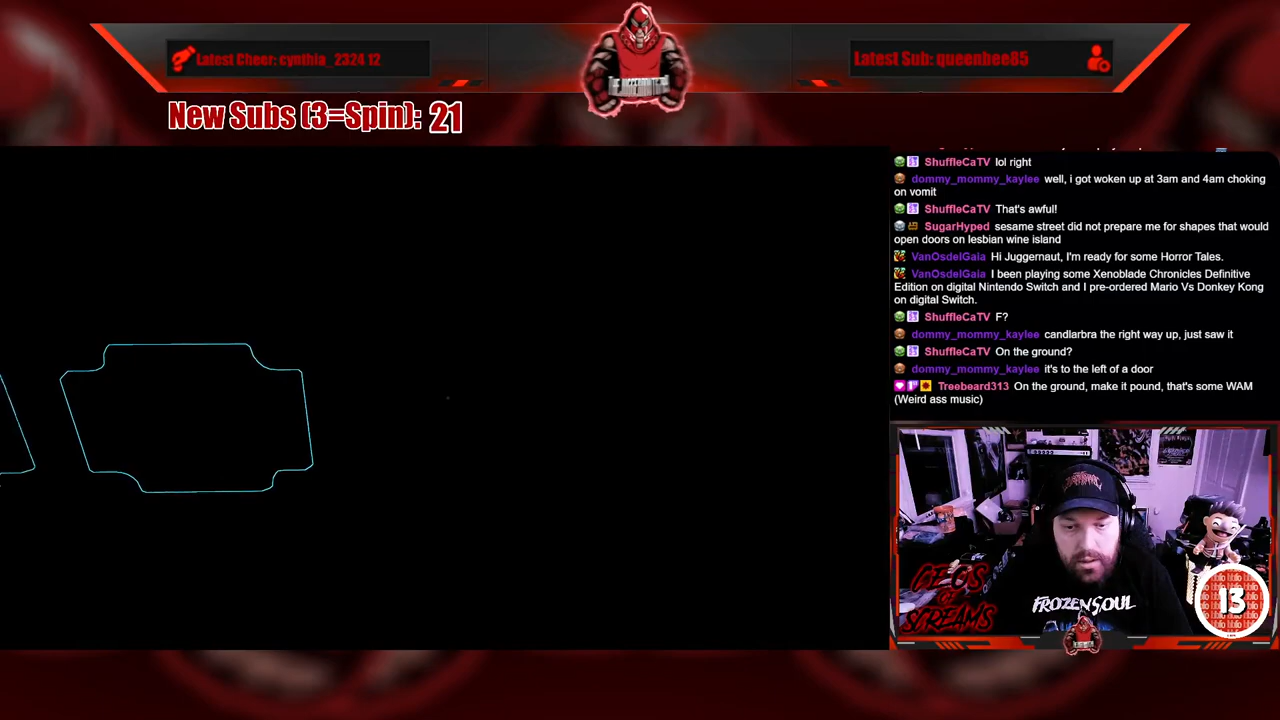 Latest Cheer: cynthia_2324 12
Latest Sub: queenbee85
New Subs (3=Spin): 21
ShuffleCaTV lol right
dommy_mommy_kaylee well, i got woken up at 3am and 4am choking
on vomit
ShuffleCaTV That's awful!
SugarHyped sesame street did not prepare me for shapes that would
open doors on lesbian wine island
VanOsdelGaia Hi Juggernaut, I'm ready for some Horror Tales.
VanOsdelGaia I been playing some Xenoblade Chronicles Definitive
Edition on digital Nintendo Switch and I pre-ordered Mario Vs Donkey Kong
on digital Switch.
ShuffleCaTV F?
dommy_mommy_kaylee candlarbra the right way up, just saw it
ShuffleCaTV On the ground?
dommy_mommy_kaylee it's to the left of a door
Treebeard313 On the ground, make it pound, that's some WAM
(Weird ass music)
GEOS
OF
SCREAMS
FROZEN SOUL
13